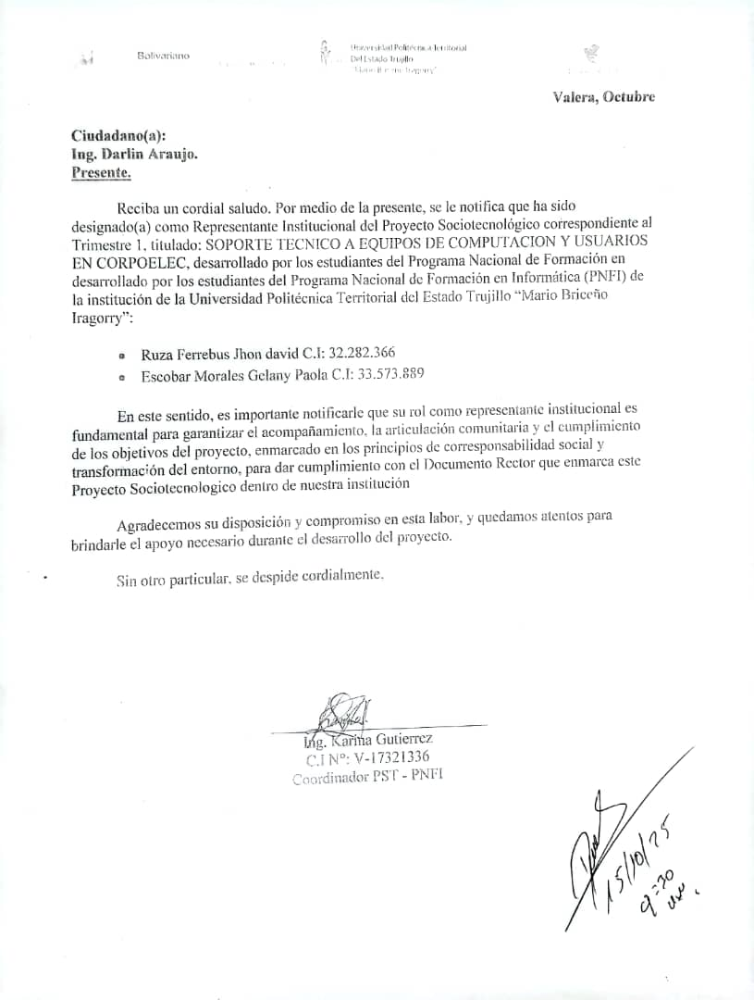 Bolivariano
Universidad Politécnica Territorial
Del Estado Trujillo
"Mario Briceño Iragorry"
Valera, Octubre
Ciudadano(a):
Ing. Darlin Araujo.
Presente.
Reciba un cordial saludo. Por medio de la presente, se le notifica que ha sido
designado(a) como Representante Institucional del Proyecto Sociotecnológico correspondiente al
Trimestre 1, titulado: SOPORTE TECNICO A EQUIPOS DE COMPUTACION Y USUARIOS
EN CORPOELEC, desarrollado por los estudiantes del Programa Nacional de Formación en
desarrollado por los estudiantes del Programa Nacional de Formación en Informática (PNFI) de
la institución de la Universidad Politécnica Territorial del Estado Trujillo “Mario Briceño
Iragorry”:
Ruza Ferrebus Jhon david C.I: 32.282.366
Escobar Morales Gelany Paola C.I: 33.573.889
En este sentido, es importante notificarle que su rol como representante institucional es
fundamental para garantizar el acompañamiento, la articulación comunitaria y el cumplimiento
de los objetivos del proyecto, enmarcado en los principios de corresponsabilidad social y
transformación del entorno, para dar cumplimiento con el Documento Rector que enmarca este
Proyecto Sociotecnologico dentro de nuestra institución
Agradecemos su disposición y compromiso en esta labor, y quedamos atentos para
brindarle el apoyo necesario durante el desarrollo del proyecto.
Sin otro particular, se despide cordialmente.
Ing. Karina Gutierrez
C.I Nº: V-17321336
Coordinador PST - PNFI
15/10/25
9:30